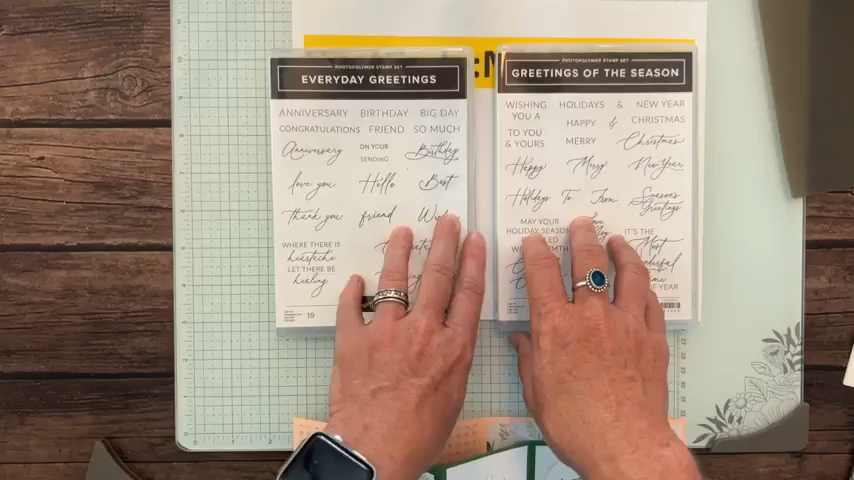 PHOTOPOLYMER STAMP SET
EVERYDAY GREETINGS
ANNIVERSARY BIRTHDAY BIG DAY
CONGRATULATIONS FRIEND SO MUCH
Anniversary ON YOUR Birthday
SENDING
love you Hello Best
thank you friend
WHERE THERE IS
heartache
LET THERE BE
healing
19
PHOTOPOLYMER STAMP SET
GREETINGS OF THE SEASON
WISHING HOLIDAYS & NEW YEAR
YOU A HAPPY & CHRISTMAS
TO YOU MERRY Christmas
& YOURS
Happy Merry New Year
Holidays To From Season's
Greetings
MAY YOUR
HOLIDAY SEASON
IT'S THE
Most
OF YEAR